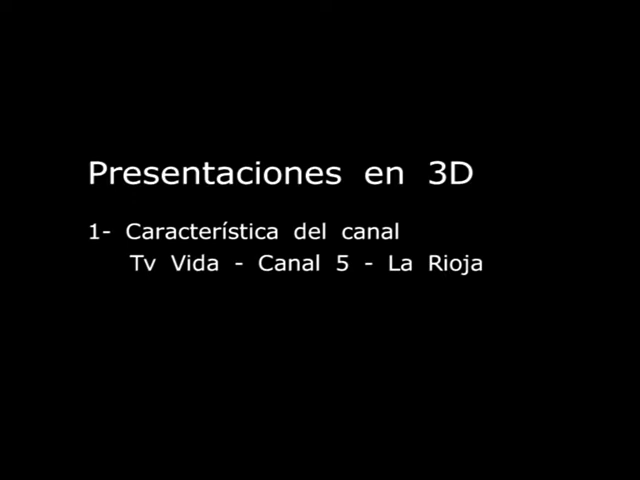 Presentaciones en 3D
1- Característica del canal
Tv Vida - Canal 5 - La Rioja